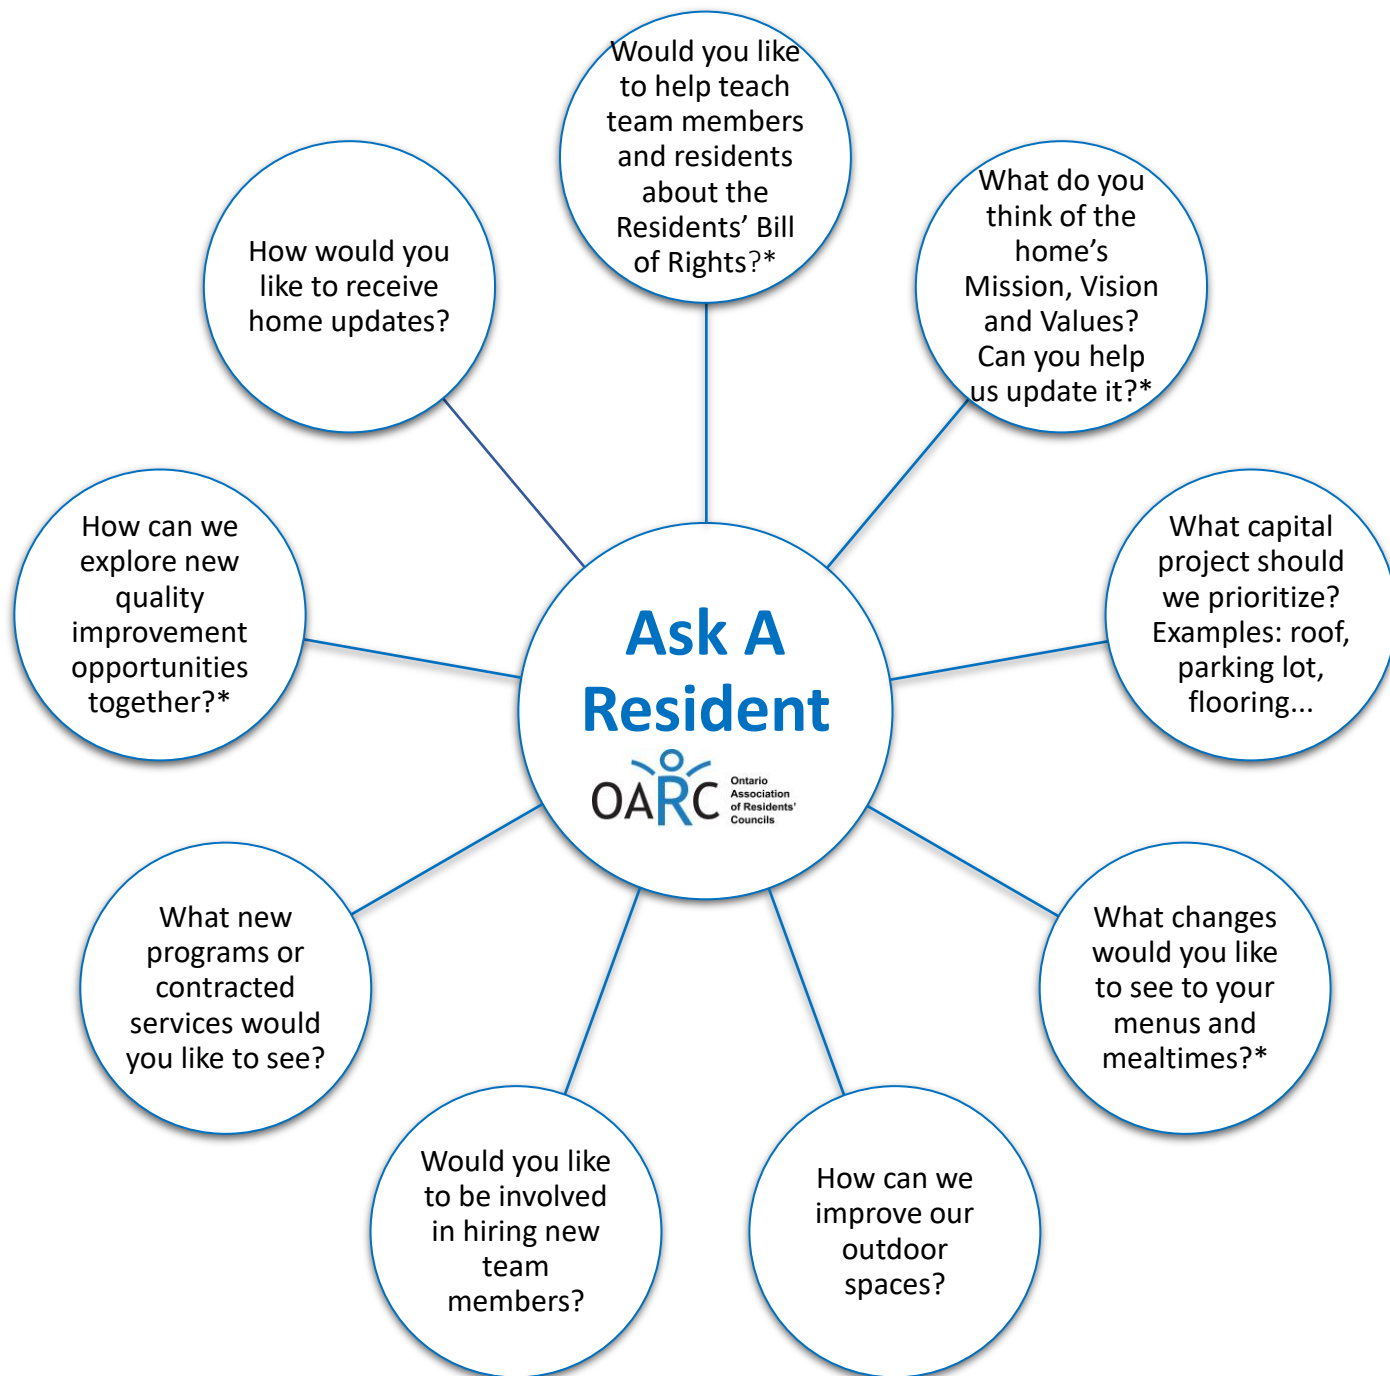 Would you like
to help teach
team members
and residents
about the
Residents’ Bill
of Rights?*
What do you
think of the
home’s
Mission, Vision
and Values?
Can you help
us update it?*
What capital
project should
we prioritize?
Examples: roof,
parking lot,
flooring...
What changes
would you like
to see to your
menus and
mealtimes?*
How can we
improve our
outdoor
spaces?
Would you like
to be involved
in hiring new
team
members?
What new
programs or
contracted
services would
you like to see?
How can we
explore new
quality
improvement
opportunities
together?*
How would you
like to receive
home updates?
Ask A
Resident
OARC
Ontario
Association
of Residents'
Councils